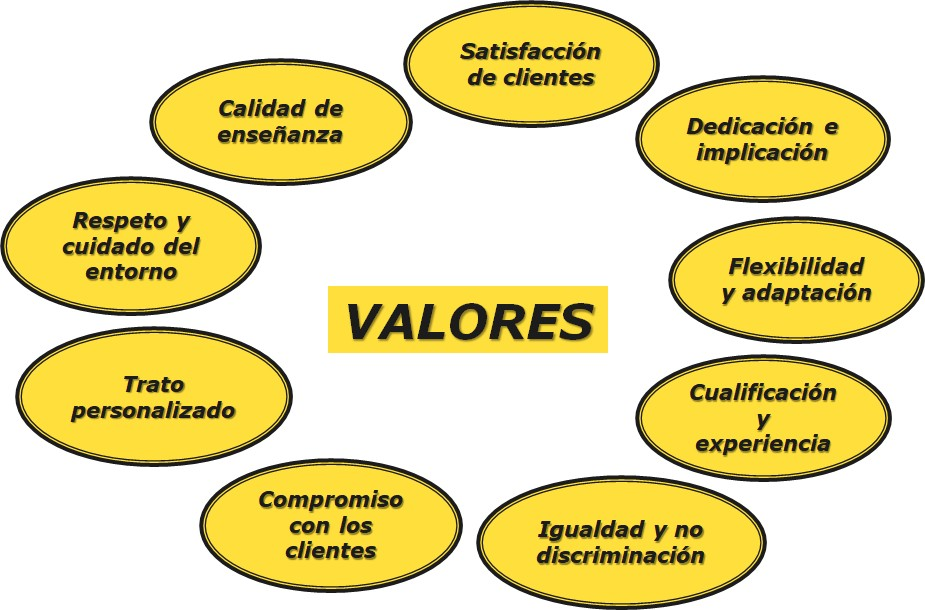 Satisfacción
de clientes
Calidad de
enseñanza
Dedicación e
implicación
Respeto y
cuidado del
entorno
Flexibilidad
y adaptación
VALORES
Trato
personalizado
Cualificación
y
experiencia
Compromiso
con los
clientes
Igualdad y no
discriminación